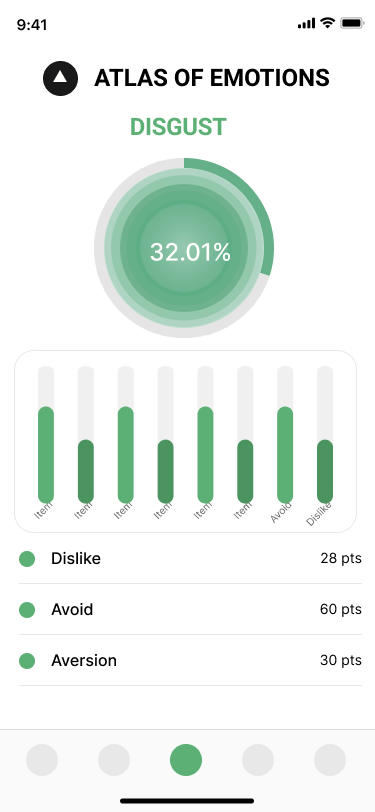 9:41
ATLAS OF EMOTIONS
DISGUST
32.01%
Item Item Item Item Item Item Avoid Dislike
Dislike 28 pts
Avoid 60 pts
Aversion 30 pts